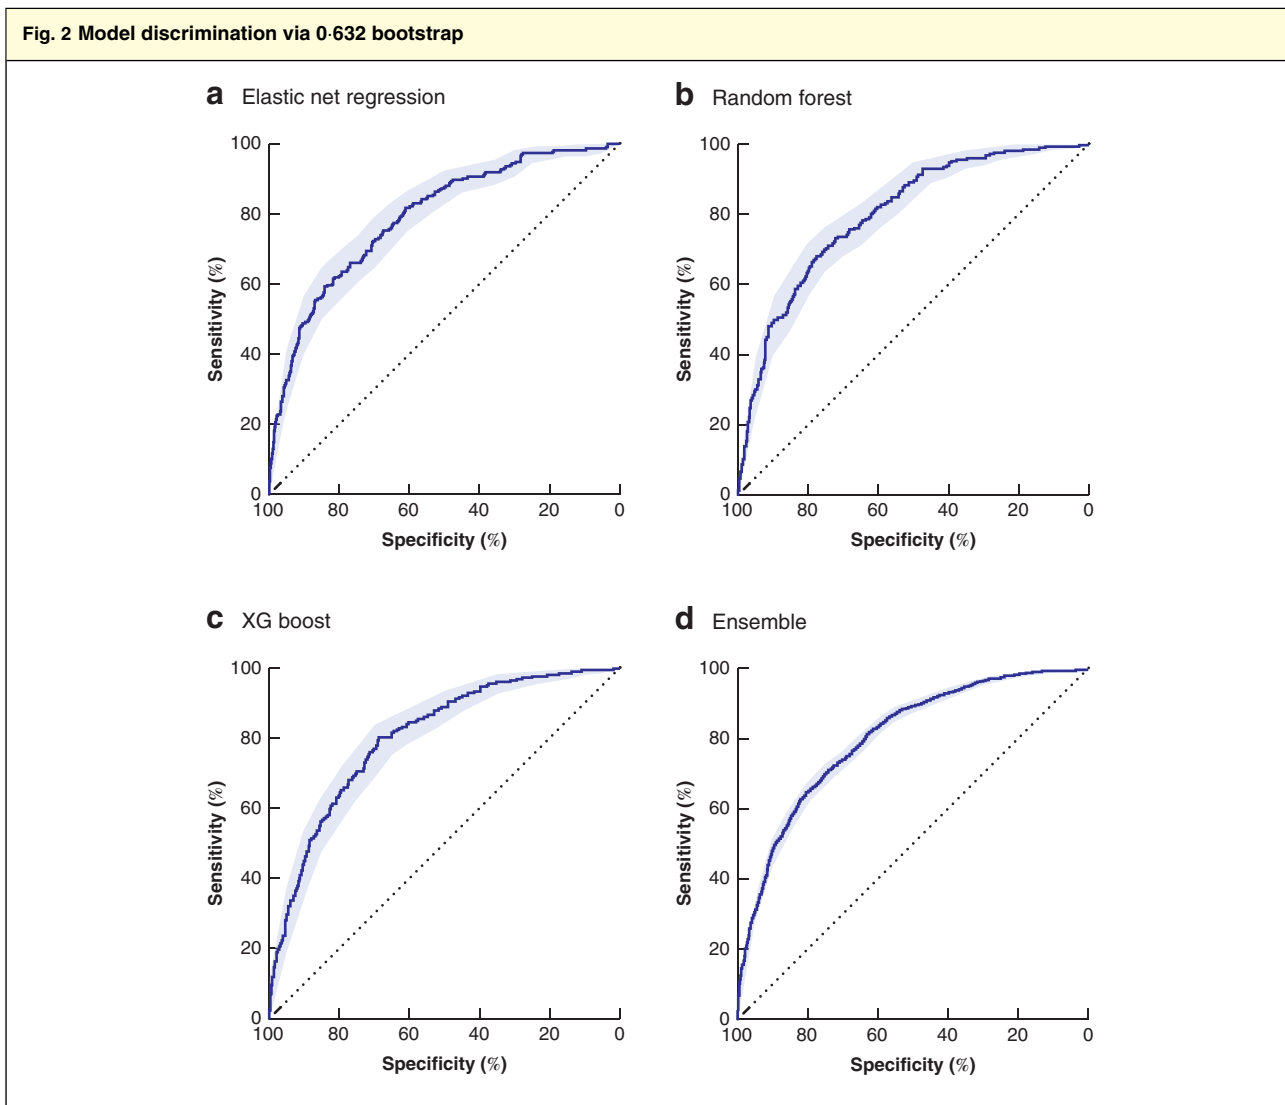 Fig. 2 Model discrimination via 0·632 bootstrap
a Elastic net regression
100
80
60
40
20
0
Sensitivity (%)
100 80 60 40 20 0
Specificity (%)
b Random forest
100
80
60
40
20
0
Sensitivity (%)
100 80 60 40 20 0
Specificity (%)
c XG boost
100
80
60
40
20
0
Sensitivity (%)
100 80 60 40 20 0
Specificity (%)
d Ensemble
100
80
60
40
20
0
Sensitivity (%)
100 80 60 40 20 0
Specificity (%)